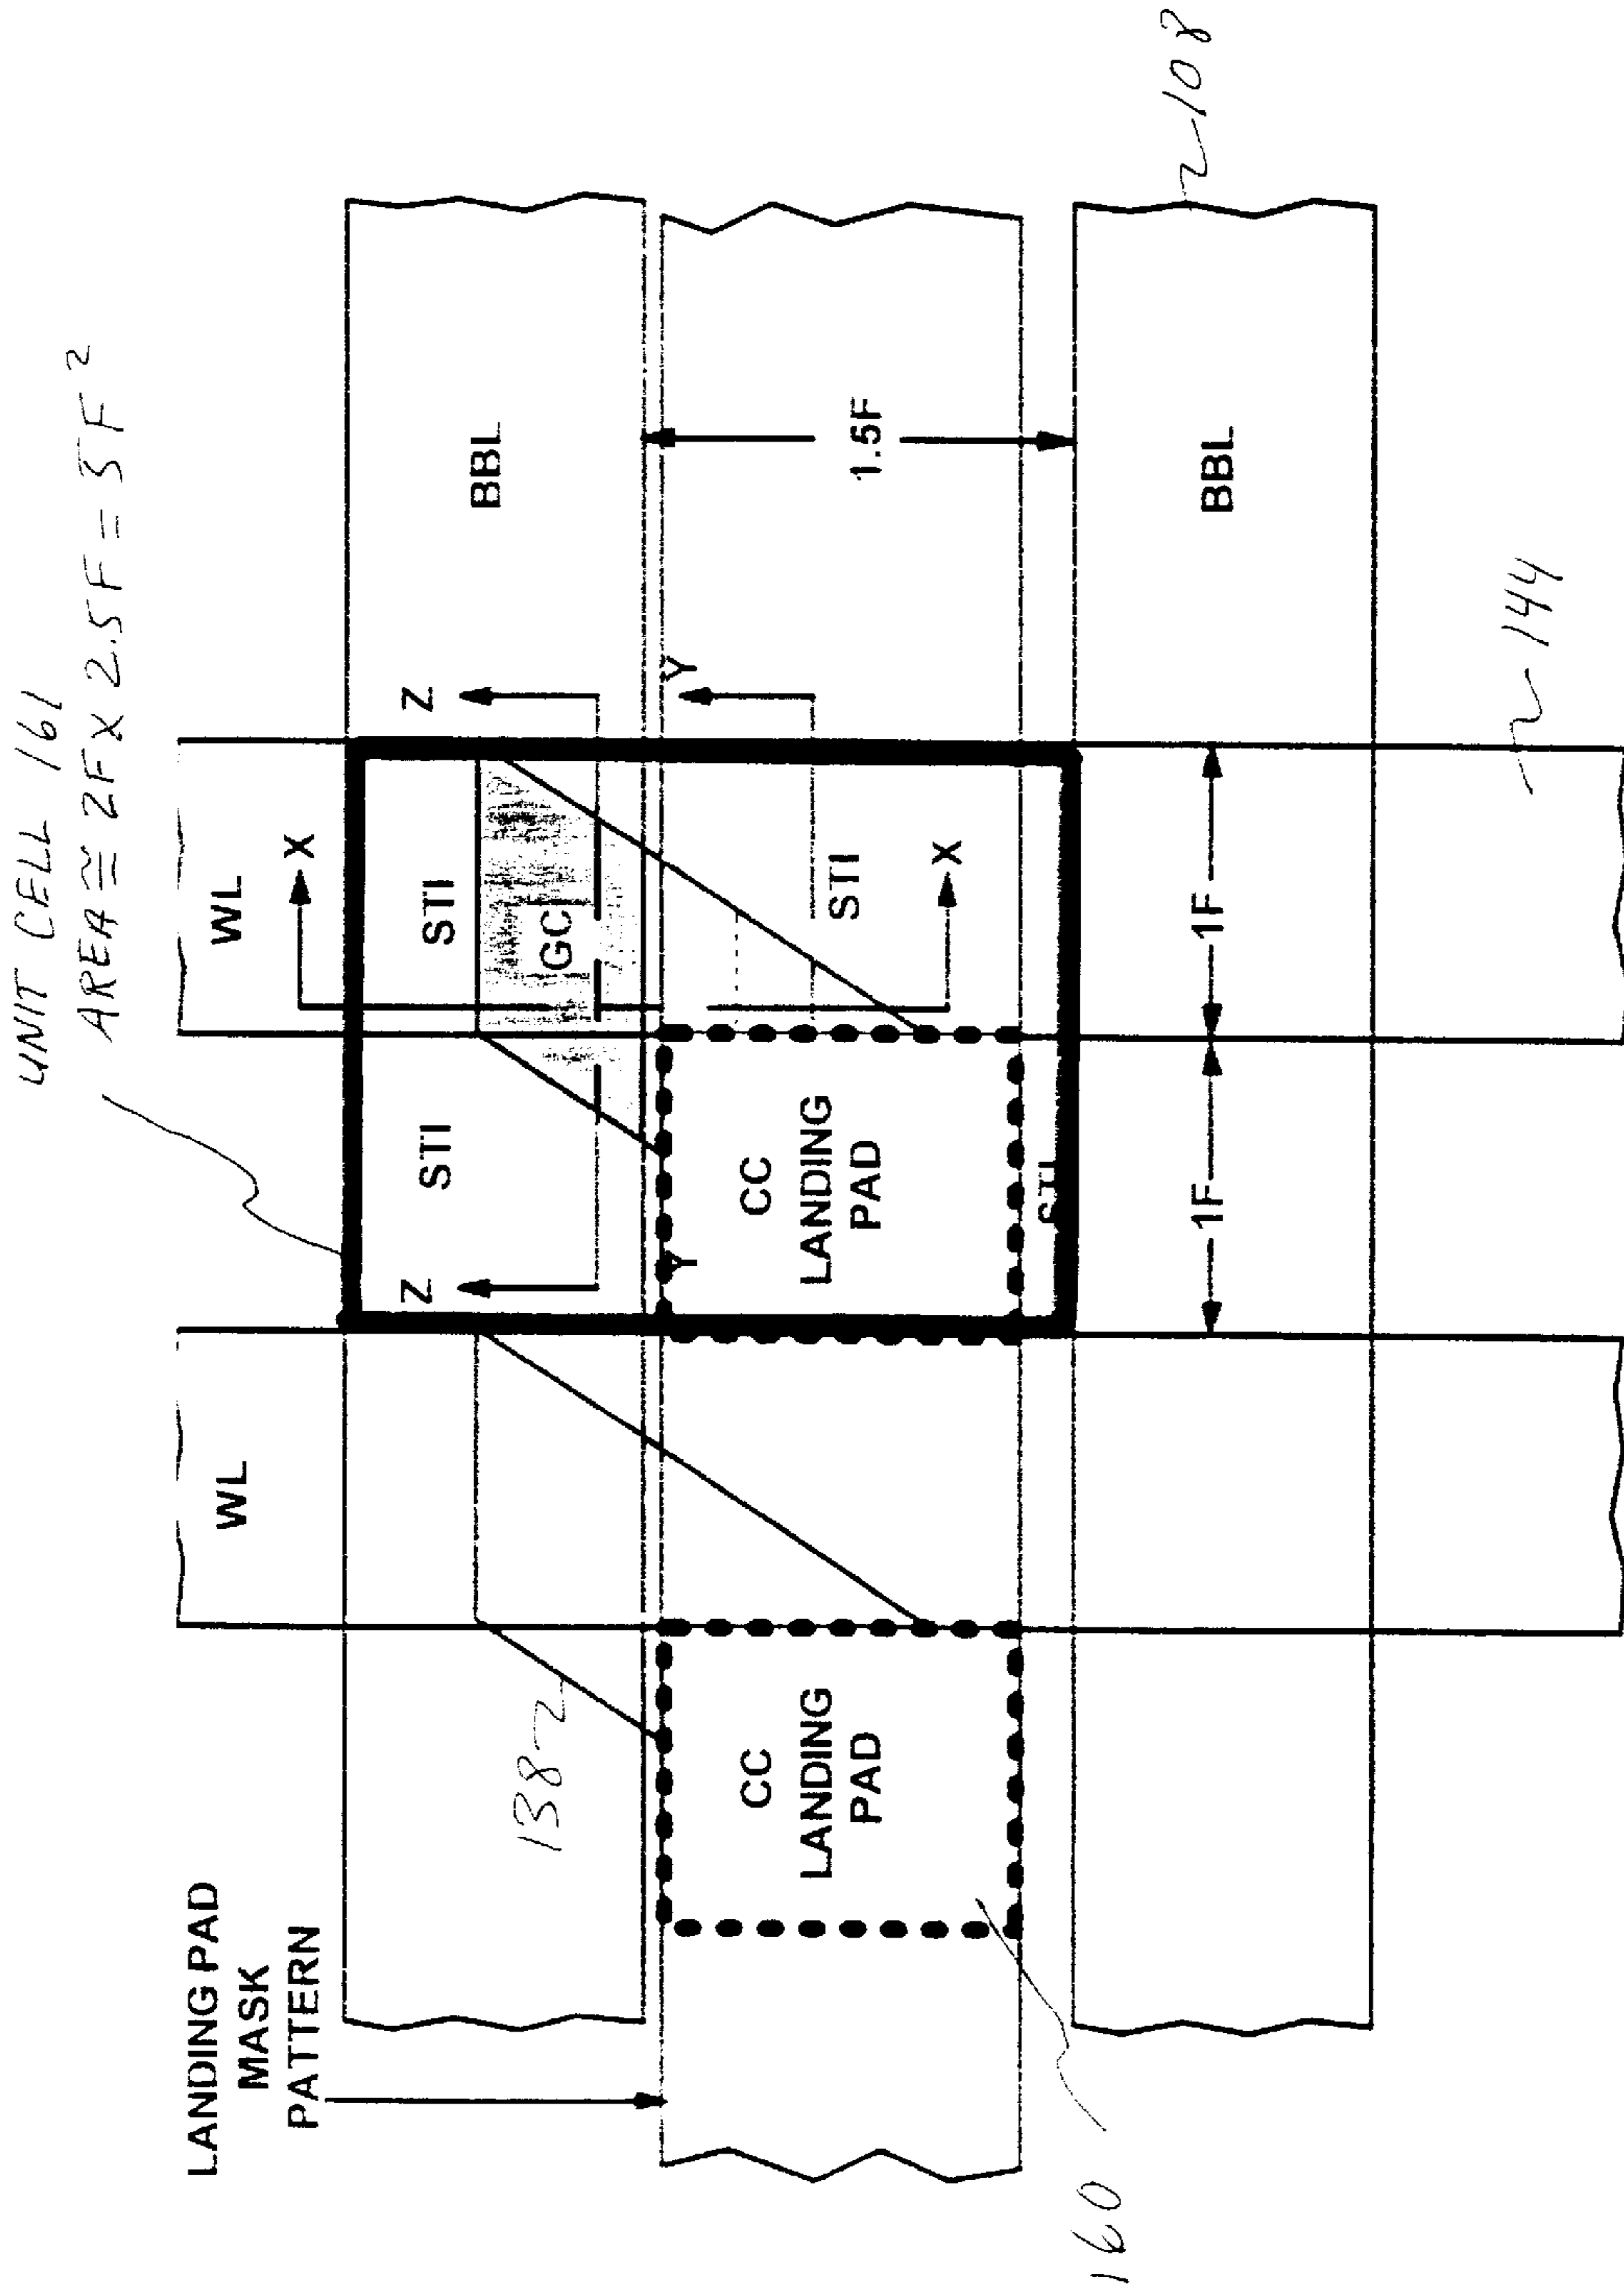 UNIT CELL 161
AREA ≅ 2F X 2.5F = 5F²
LANDING PAD
MASK
PATTERN
WL
WL
X
Z
Z
STI
STI
BBL
138
GC
Y
Y
CC
LANDING
PAD
CC
LANDING
PAD
STI
X
1.5F
STI
160
1F
1F
BBL
108
144